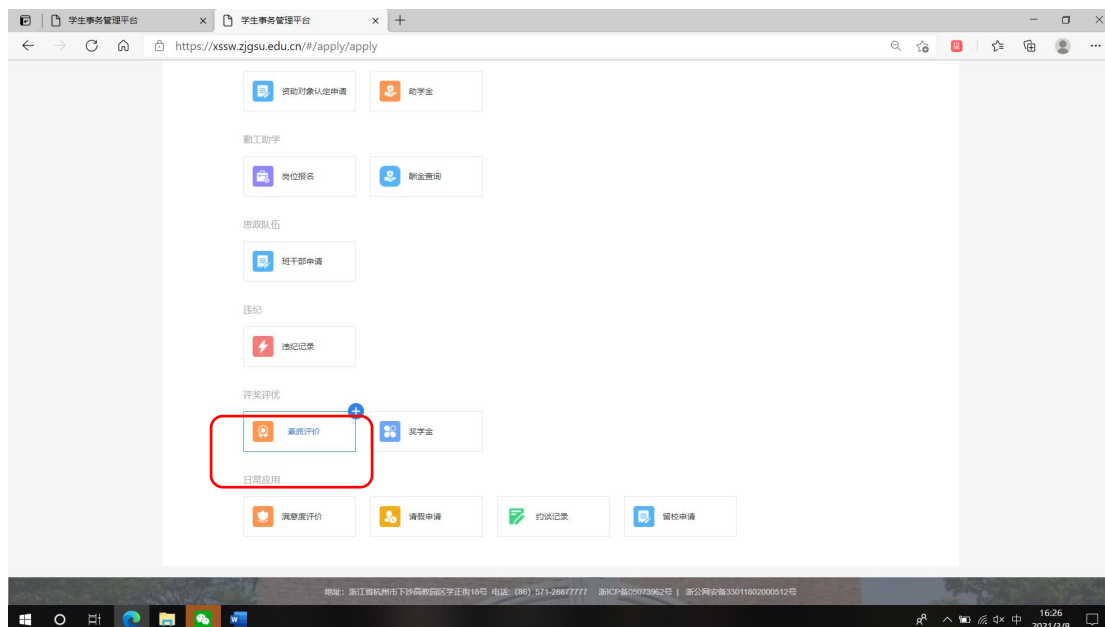 学生事务管理平台
学生事务管理平台
https://xssw.zjgsu.edu.cn/#/apply/apply
资助对象认定申请
助学金
勤工助学
岗位报名
酬金查询
思政队伍
班干部申请
违纪
违纪记录
评奖评优
素质评价
奖学金
日常应用
满意度评价
请假申请
约谈记录
留校申请
地址：浙江省杭州市下沙高教园区学正街18号 电话：(86) 571-28877777 浙ICP备05073962号 | 浙公网安备33011802000512号
中
16:26
2021/3/8